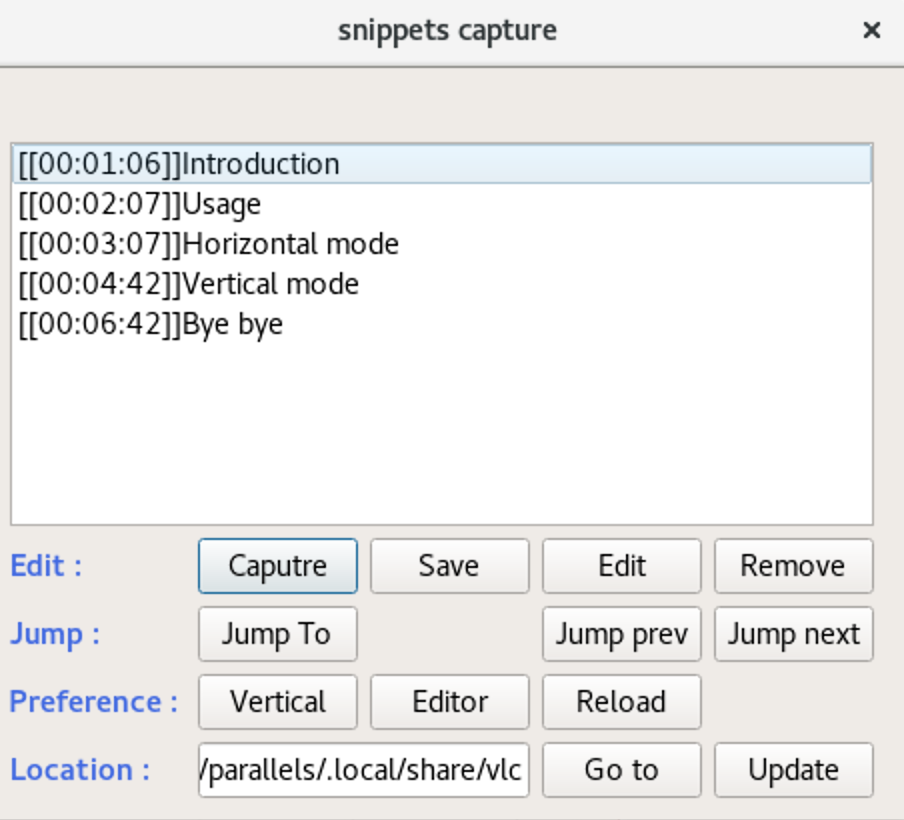 snippets capture ×
[[00:01:06]]Introduction
[[00:02:07]]Usage
[[00:03:07]]Horizontal mode
[[00:04:42]]Vertical mode
[[00:06:42]]Bye bye
Edit : Caputre Save Edit Remove
Jump : Jump To Jump prev Jump next
Preference : Vertical Editor Reload
Location : /parallels/.local/share/vlc Go to Update